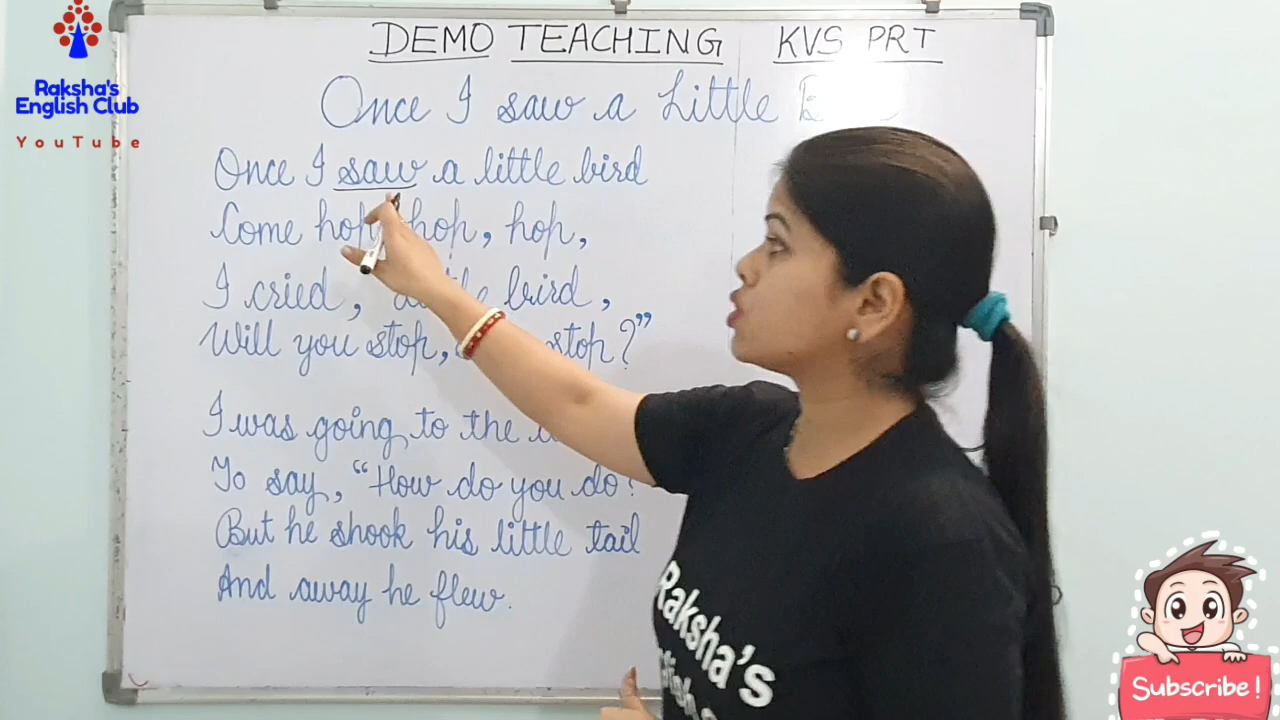 Raksha's
English Club
YouTube
DEMO TEACHING KVS PRT
Once I saw a Little
Once I saw a little bird
Come hop hop, hop,
I cried, bird,
Will you stop, stop?”
I was going to the
To say, “How do you do?
But he shook his little tail
And away he flew.
Raksha's
Subscribe!